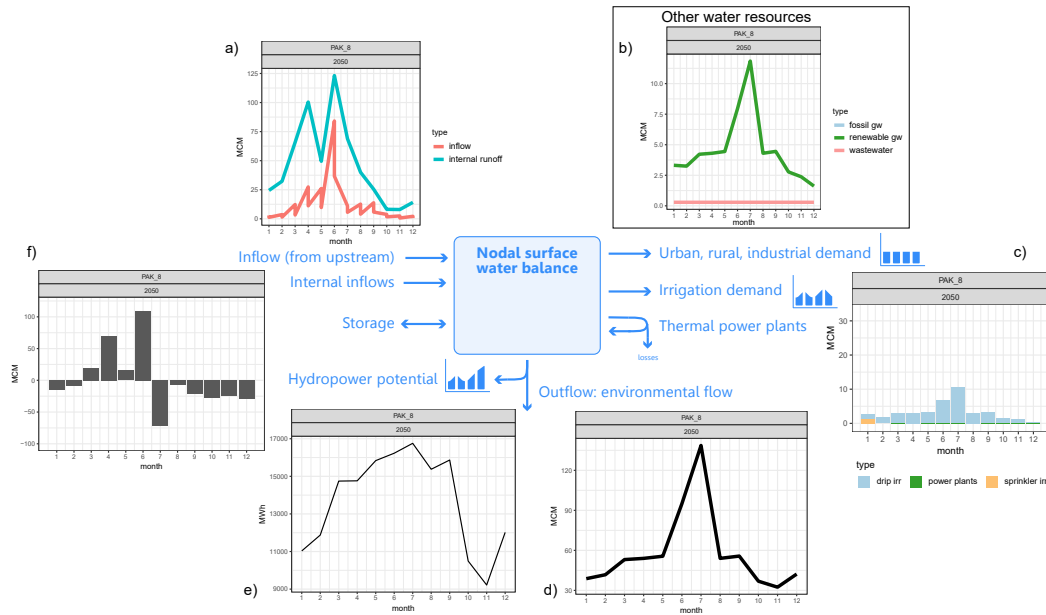 Other water resources
a)
PAK_8
2050
125
100
75
50
25
0
MCM
1 2 3 4 5 6 7 8 9 10 11 12
month
type
inflow
internal runoff
b)
PAK_8
2050
10.0
7.5
5.0
2.5
0.0
MCM
1 2 3 4 5 6 7 8 9 10 11 12
month
type
fossil gw
renewable gw
wastewater
Nodal surface
water balance
Inflow (from upstream)
Internal inflows
Storage
Hydropower potential
Outflow: environmental flow
Urban, rural, industrial demand
Irrigation demand
Thermal power plants
losses
c)
PAK_8
2050
30
20
10
0
MCM
1 2 3 4 5 6 7 8 9 10 11 12
month
type
drip irr
power plants
sprinkler irr
f)
PAK_8
2050
100
50
0
−50
−100
MCM
1 2 3 4 5 6 7 8 9 10 11 12
month
e)
PAK_8
2050
17000
15000
13000
11000
9000
MWh
1 2 3 4 5 6 7 8 9 10 11 12
month
d)
PAK_8
2050
120
90
60
30
MCM
1 2 3 4 5 6 7 8 9 10 11 12
month